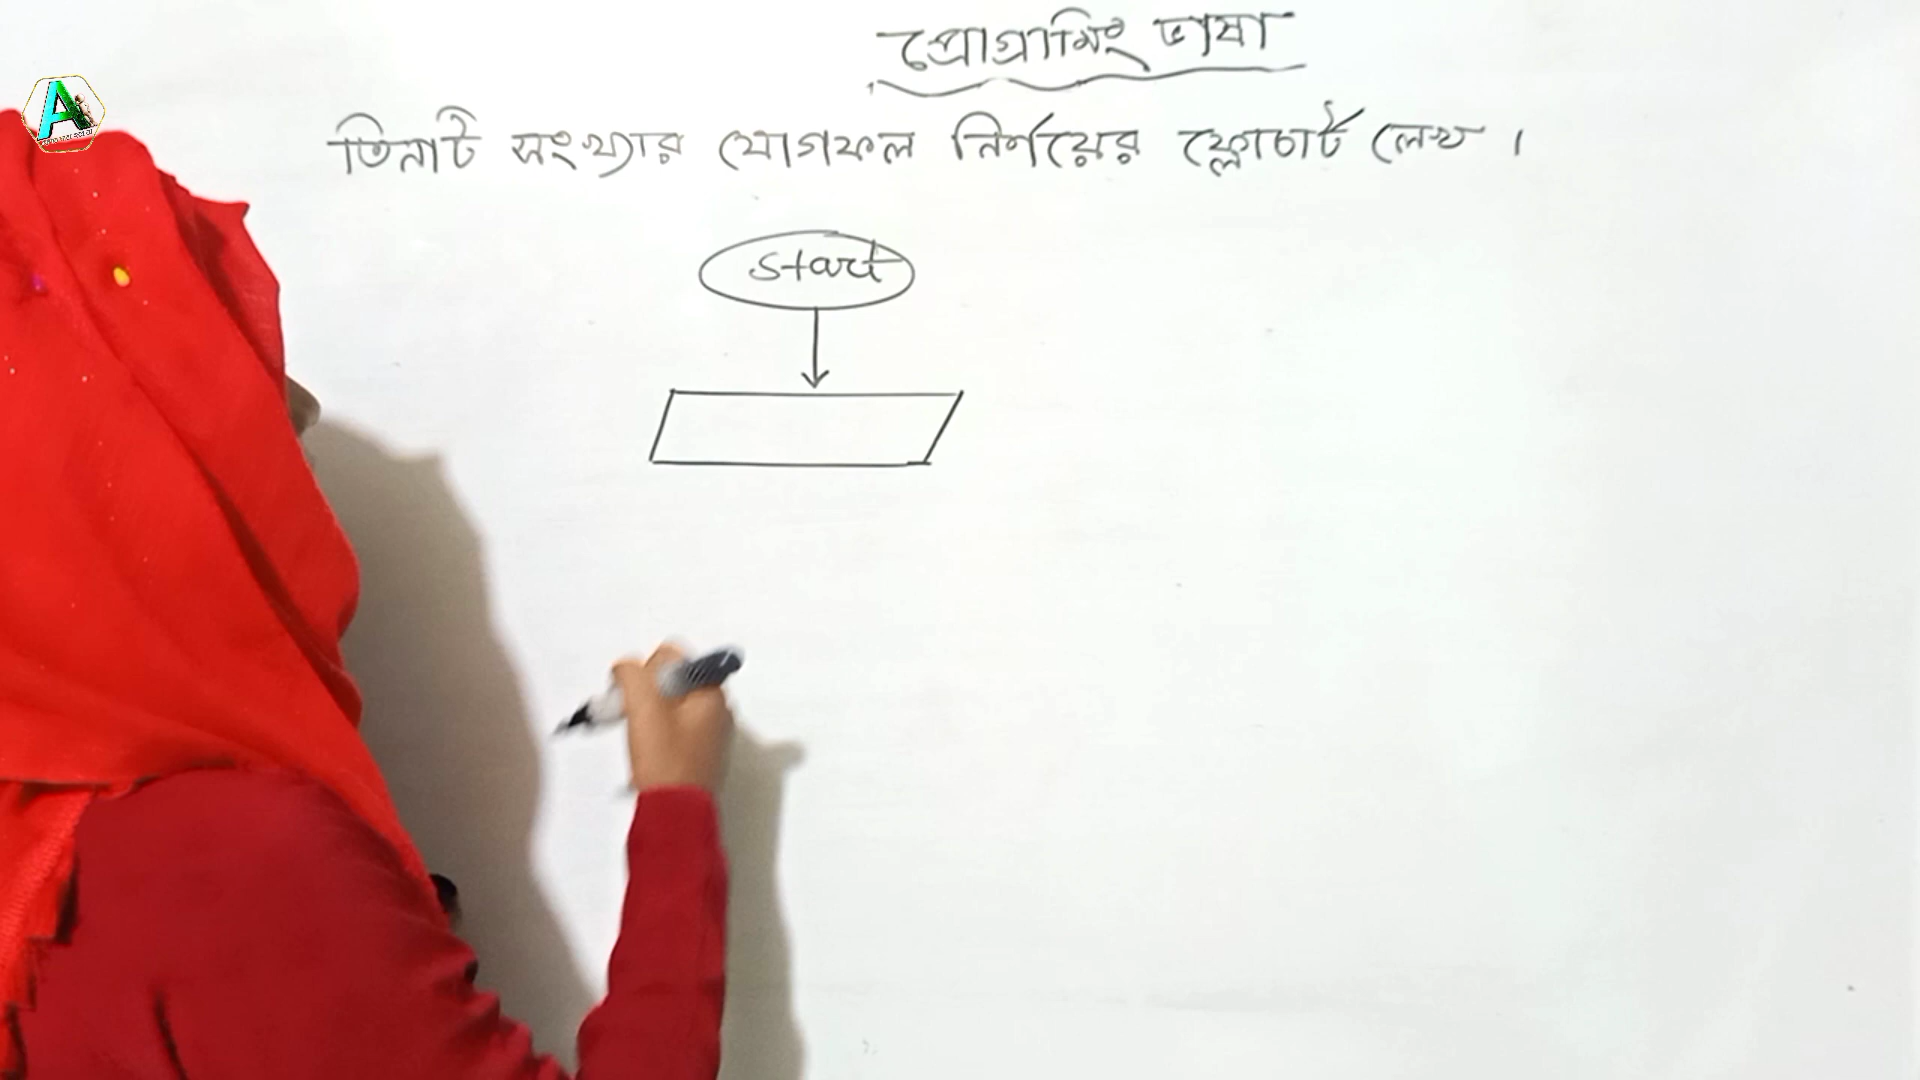 প্রোগ্রামিং ভাষা
তিনটি সংখ্যার যোগফল নির্ণয়ের ফ্লোচার্ট লেখ ।
Start